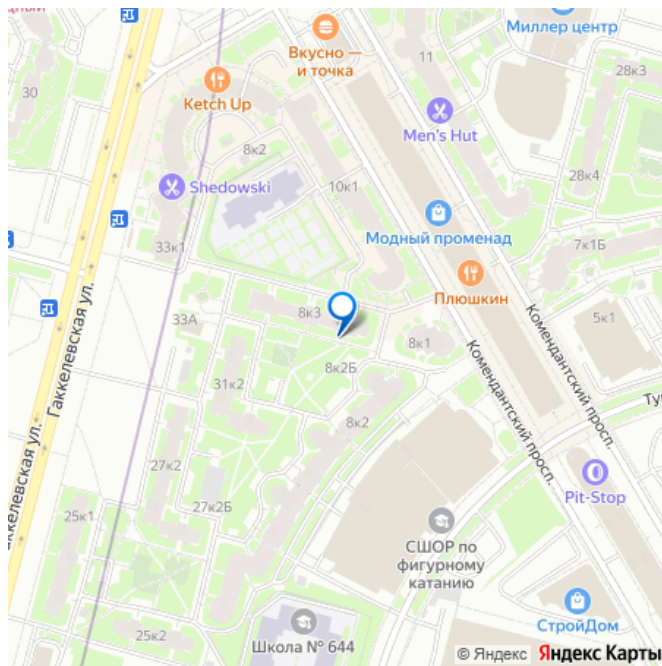 Миллер центр
Вкусно —
и точка
11
28к3
30
Ketch Up
Men's Hut
8к2
28к4
10к1
Shedowski
Модный променад
7к1Б
33к1
Плюшкин
5к1
8к3
33А
8к1
Гаккелевская ул.
Комендантский просп.
Комендантский просп.
8к2Б
31к2
Ту
8к2
27к2
Pit-Stop
27к2Б
25к1
СШОР по
фигурному
катанию
СтройДом
25к2
Школа № 644
© Яндекс Яндекс Карты